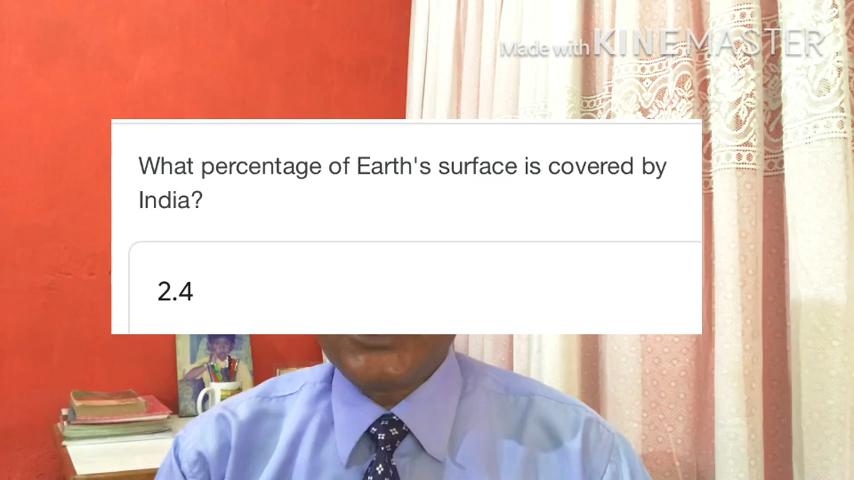 Made with KINEMASTER
What percentage of Earth's surface is covered by
India?
2.4